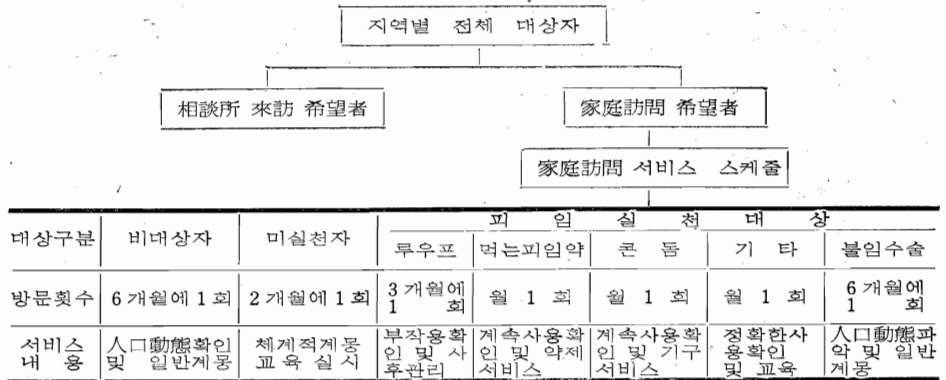 지역별 전체 대상자
相談所 來訪 希望者
家庭訪問 希望者
家庭訪問 서비스 스케줄
대상구분 비대상자 미실천자 피 임 실 천 대 상
루우프 먹는피임약 콘 돔 기 타 불임수술
방문횟수 6개월에 1회 2개월에 1회 3개월에 1 회 월 1 회 월 1 회 월 1 회 6개월에 1 회
서비스 내 용 人口動態확인 및 일반계몽 체계적계몽 교육 실시 부작용확인 및 사후관리 계속사용확인 및 약제서비스 계속사용확인 및 기구서비스 정확한사용확인 및 교육 人口動態파악 및 일반계몽